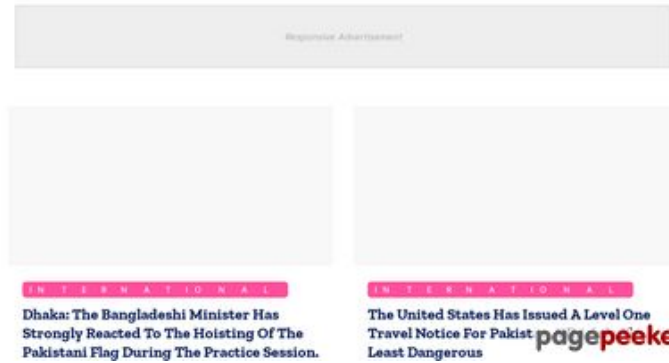 Responsive Advertisement
INTERNATIONAL
Dhaka: The Bangladeshi Minister Has
Strongly Reacted To The Hoisting Of The
Pakistani Flag During The Practice Session.
INTERNATIONAL
The United States Has Issued A Level One
Travel Notice For Pakist
Least Dangerous
pagepeeks